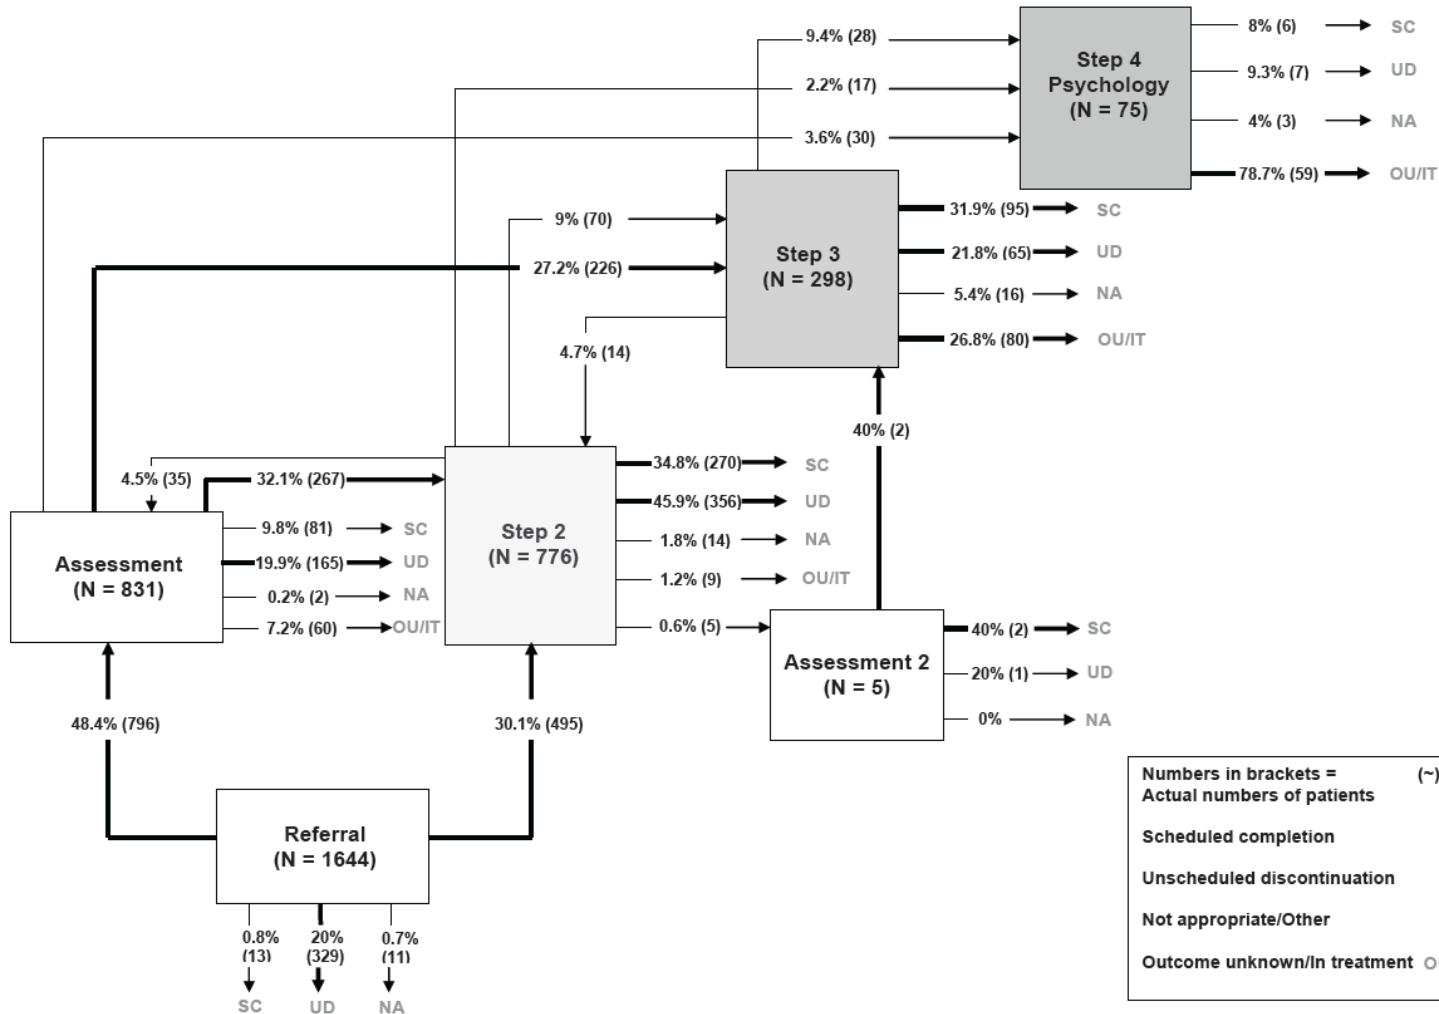 9.4% (28)
2.2% (17)
3.6% (30)
Step 4
Psychology
(N = 75)
8% (6)
SC
9.3% (7)
UD
4% (3)
NA
78.7% (59)
OU/IT
9% (70)
27.2% (226)
4.7% (14)
Step 3
(N = 298)
31.9% (95)
SC
21.8% (65)
UD
5.4% (16)
NA
26.8% (80)
OU/IT
40% (2)
4.5% (35)
32.1% (267)
Assessment
(N = 831)
9.8% (81)
SC
19.9% (165)
UD
0.2% (2)
NA
7.2% (60)
OU/IT
Step 2
(N = 776)
34.8% (270)
SC
45.9% (356)
UD
1.8% (14)
NA
1.2% (9)
OU/IT
0.6% (5)
Assessment 2
(N = 5)
40% (2)
SC
20% (1)
UD
0%
NA
48.4% (796)
30.1% (495)
Referral
(N = 1644)
0.8%
(13)
SC
20%
(329)
UD
0.7%
(11)
NA
Numbers in brackets = (~)
Actual numbers of patients
Scheduled completion
Unscheduled discontinuation
Not appropriate/Other
Outcome unknown/In treatment